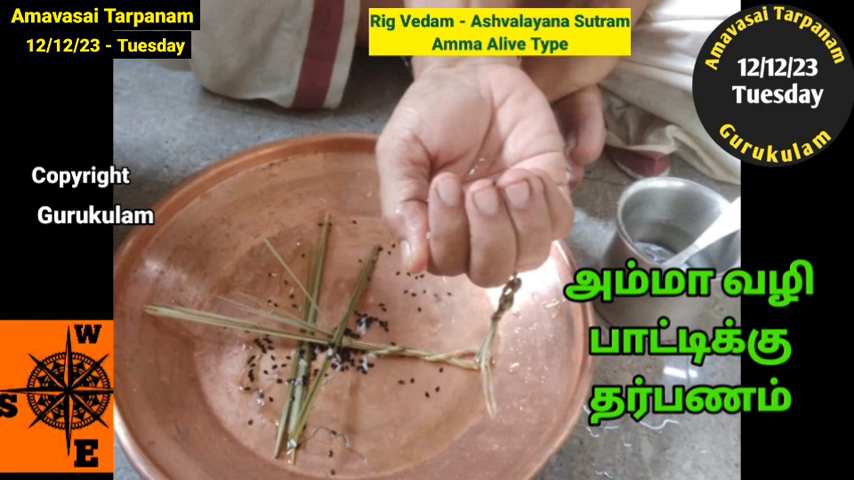 Amavasai Tarpanam
12/12/23 - Tuesday
Rig Vedam - Ashvalayana Sutram
Amma Alive Type
Amavasai Tarpanam
12/12/23
Tuesday
Gurukulam
Copyright
Gurukulam
அம்மா வழி
பாட்டிக்கு
தர்பணம்
W
S
E